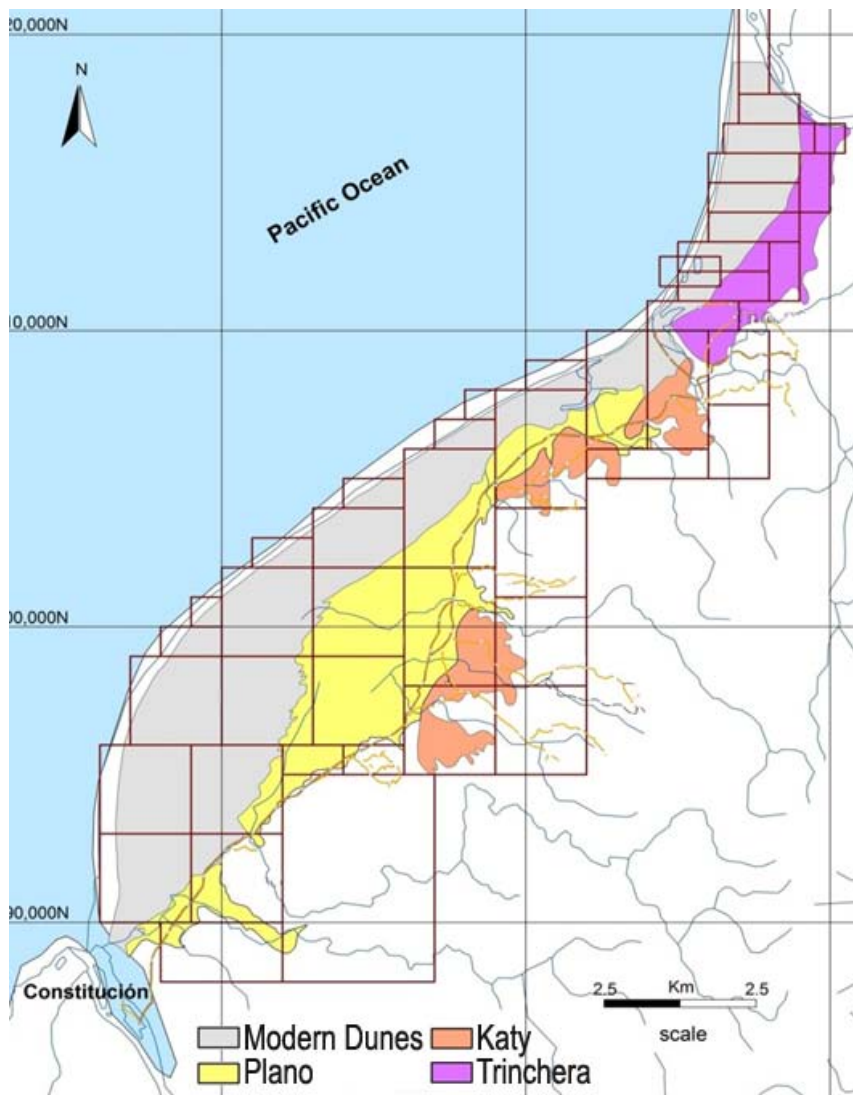 20,000N
N
Pacific Ocean
10,000N
00,000N
90,000N
Constitución
2.5 Km 2.5
scale
Modern Dunes Katy
Plano Trinchera